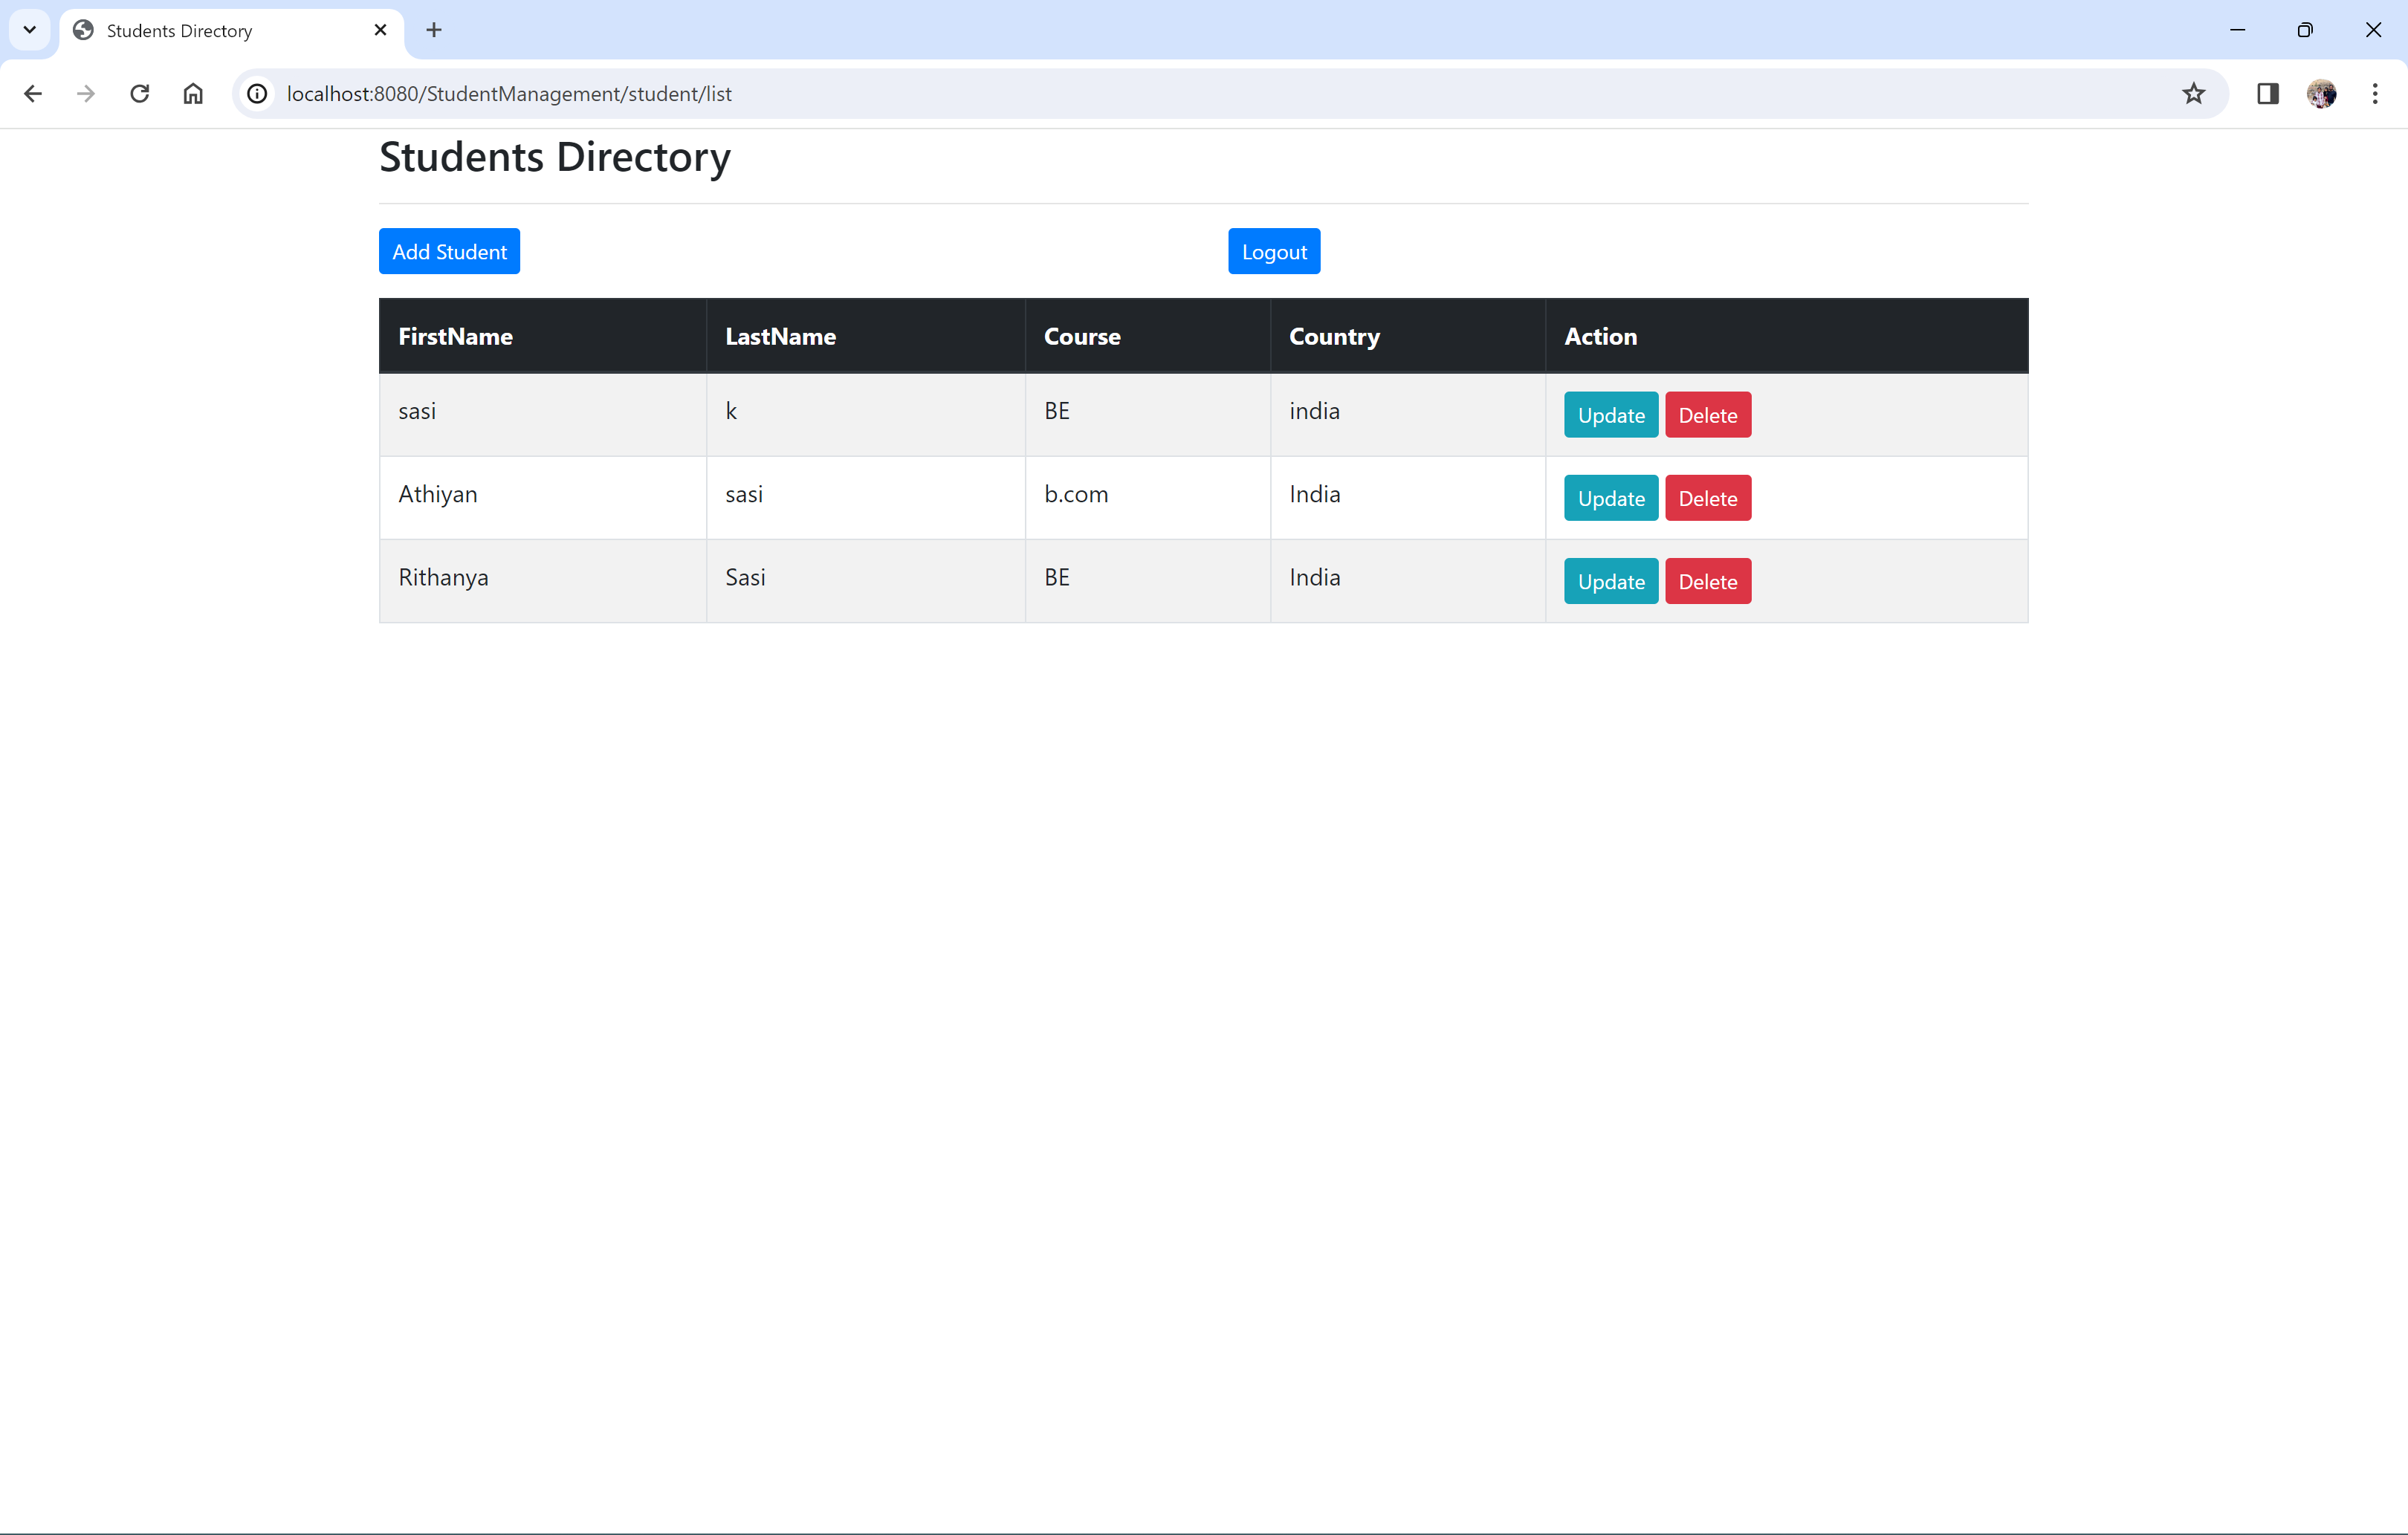 Students Directory
localhost:8080/StudentManagement/student/list
Students Directory
Add Student Logout
FirstName LastName Course Country Action
sasi k BE india Update Delete
Athiyan sasi b.com India Update Delete
Rithanya Sasi BE India Update Delete